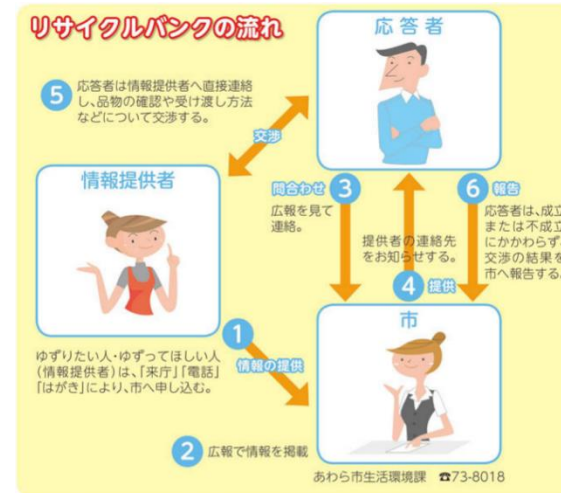 リサイクルバンクの流れ
応答者
5
応答者は情報提供者へ直接連絡
し、品物の確認や受け渡し方法
などについて交渉する。
交渉
情報提供者
問合わせ
3
広報を見て
連絡。
6
報告
応答者は、成立
または不成立
にかかわらず、
交渉の結果を
市へ報告する。
提供者の連絡先
をお知らせする。
4
提供
市
1
情報の提供
ゆずりたい人・ゆずってほしい人
(情報提供者)は、「来庁」「電話」
「はがき」により、市へ申し込む。
2
広報で情報を掲載
あわら市生活環境課 ☎73-8018